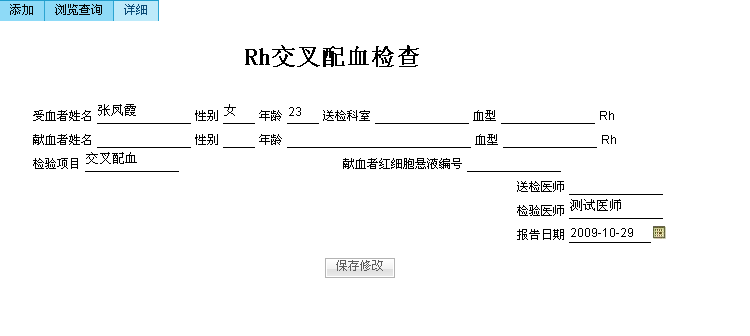 添加 浏览查询 详细
Rh交叉配血检查
受血者姓名 张凤霞 性别 女 年龄 23 送检科室 血型 Rh
献血者姓名 性别 年龄 血型 Rh
检验项目 交叉配血 献血者红细胞悬液编号
送检医师
检验医师 测试医师
报告日期 2009-10-29
保存修改